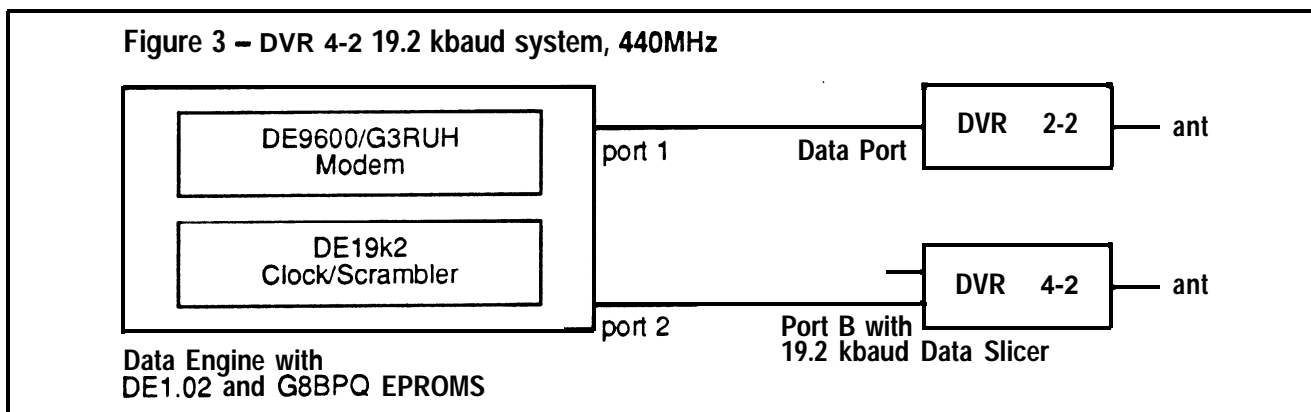 Figure 3 – DVR 4-2 19.2 kbaud system, 440MHz
DE9600/G3RUH
Modem
port 1
Data Port
DVR 2-2
ant
DE19k2
Clock/Scrambler
port 2
Port B with
19.2 kbaud Data Slicer
DVR 4-2
ant
Data Engine with
DE1.02 and G8BPQ EPROMS